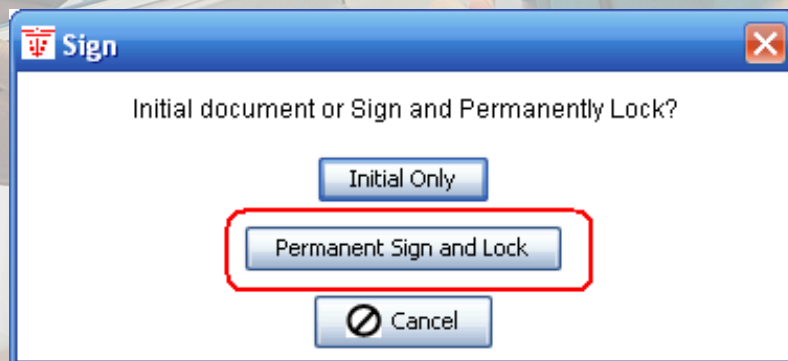 Sign
Initial document or Sign and Permanently Lock?
Initial Only
Permanent Sign and Lock
Cancel